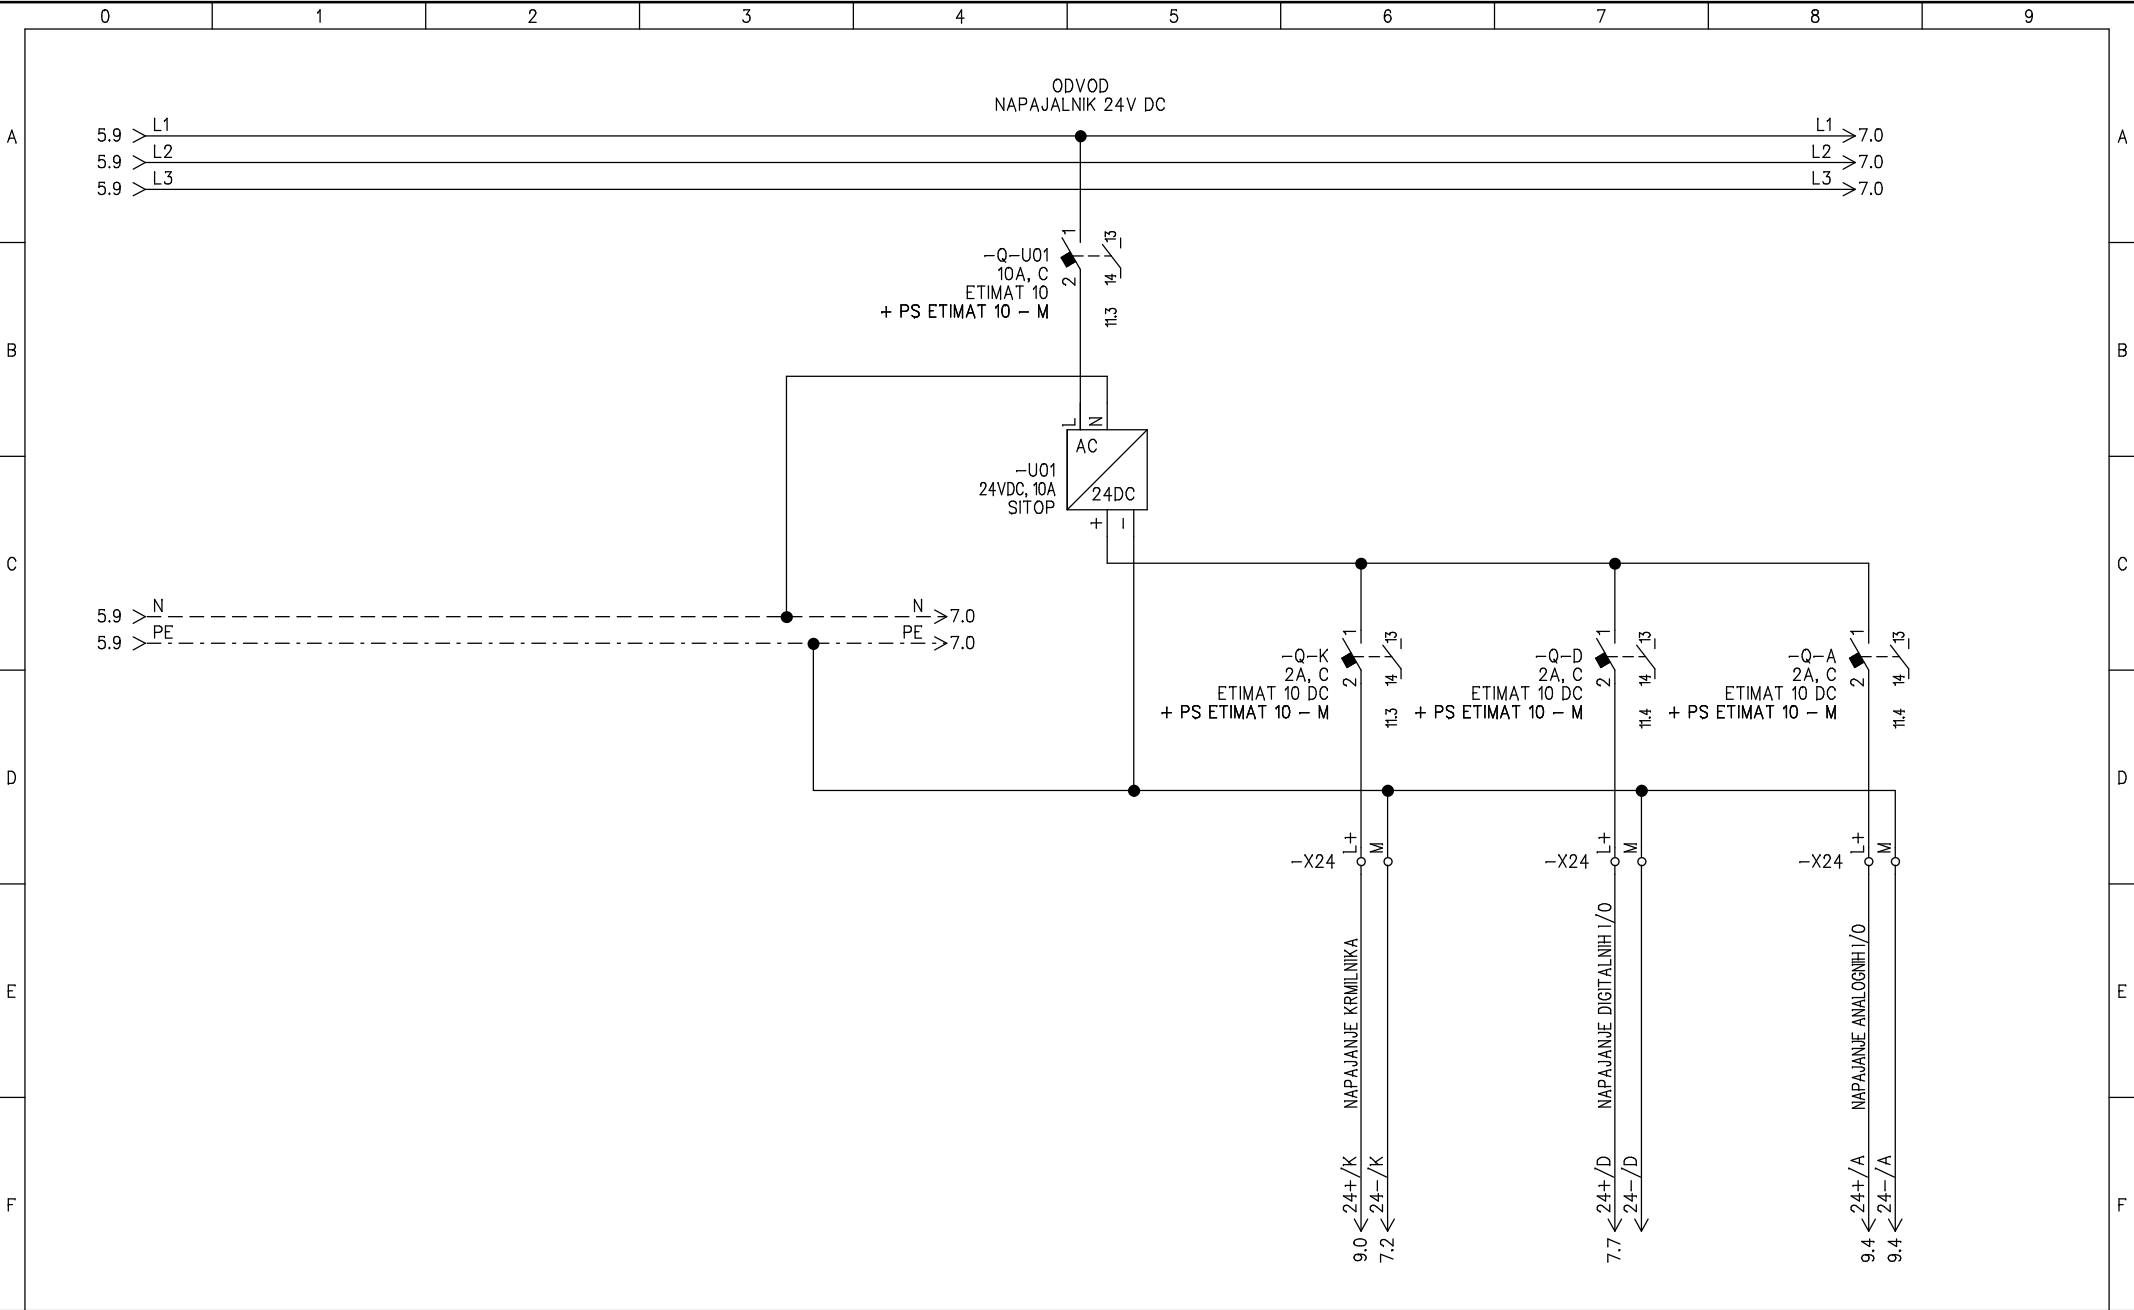 0 1 2 3 4 5 6 7 8 9
ODVOD
NAPAJALNIK 24V DC
A 5.9 L1 L1 7.0 A
5.9 L2 L2 7.0
5.9 L3 L3 7.0
1 13
-Q-U01
10A, C
2 14
ETIMAT 10
+ PS ETIMAT 10 - M 11.3
B B
L N
AC
-U01
24VDC, 10A 24DC
SITOP
+ -
C C
5.9 N N 7.0
5.9 PE PE 7.0
1 13 1 13 1 13
-Q-K -Q-D -Q-A
2A, C 2A, C 2A, C
2 14 2 14 2 14
ETIMAT 10 DC ETIMAT 10 DC ETIMAT 10 DC
+ PS ETIMAT 10 - M 11.3 + PS ETIMAT 10 - M 11.4 + PS ETIMAT 10 - M 11.4
D D
L+ M L+ M L+ M
-X24 -X24 -X24
NAPAJANJE KRMILNIKA
NAPAJANJE DIGITALNIH I/O
NAPAJANJE ANALOGNIH I/O
E E
24+/K 24-/K 24+/D 24-/D 24+/A 24-/A
F F
9.0 7.2 7.7 9.4 9.4